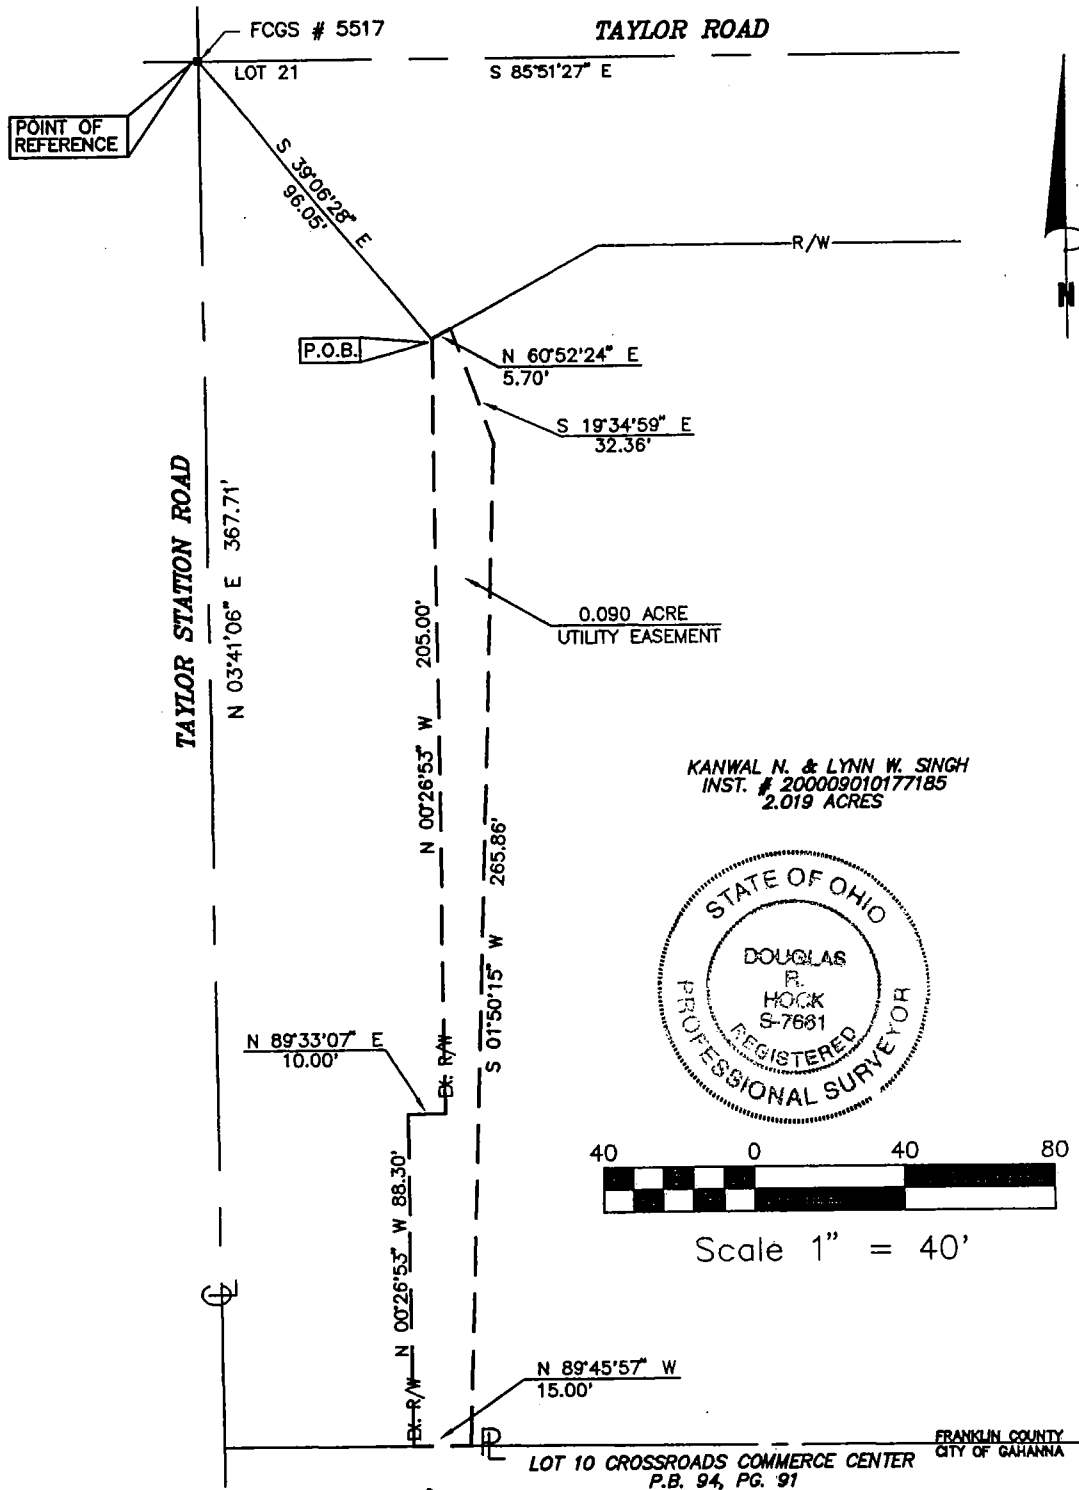 FCGS # 5517
TAYLOR ROAD
LOT 21
S 85°51'27" E
POINT OF
REFERENCE
S 39°06'28" E
96.05'
R/W
N
P.O.B.
N 60°52'24" E
5.70'
S 19°34'59" E
32.36'
TAYLOR STATION ROAD
N 03°41'06" E 367.71'
0.090 ACRE
UTILITY EASEMENT
N 00°26'53" W 205.00'
S 01°50'15" W 265.86'
KANWAL N. & LYNN W. SINGH
INST. # 200009010177185
2.019 ACRES
STATE OF OHIO
DOUGLAS
R.
HOCK
S-7661
REGISTERED
PROFESSIONAL SURVEYOR
N 89°33'07" E
10.00'
EX. R/W
N 00°26'53" W 88.30'
EX. R/W
40 0 40 80
Scale 1" = 40'
CL
N 89°45'57" W
15.00'
PL
FRANKLIN COUNTY
CITY OF GAHANNA
LOT 10 CROSSROADS COMMERCE CENTER
P.B. 94, PG. 91